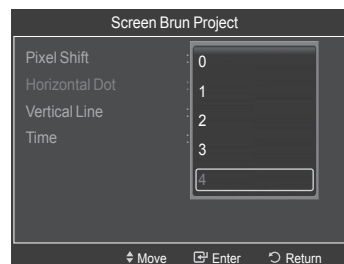 Screen Brun Project
Pixel Shift : 0
Horizontal Dot : 1
Vertical Line : 2
Time : 3
4
Move Enter Return